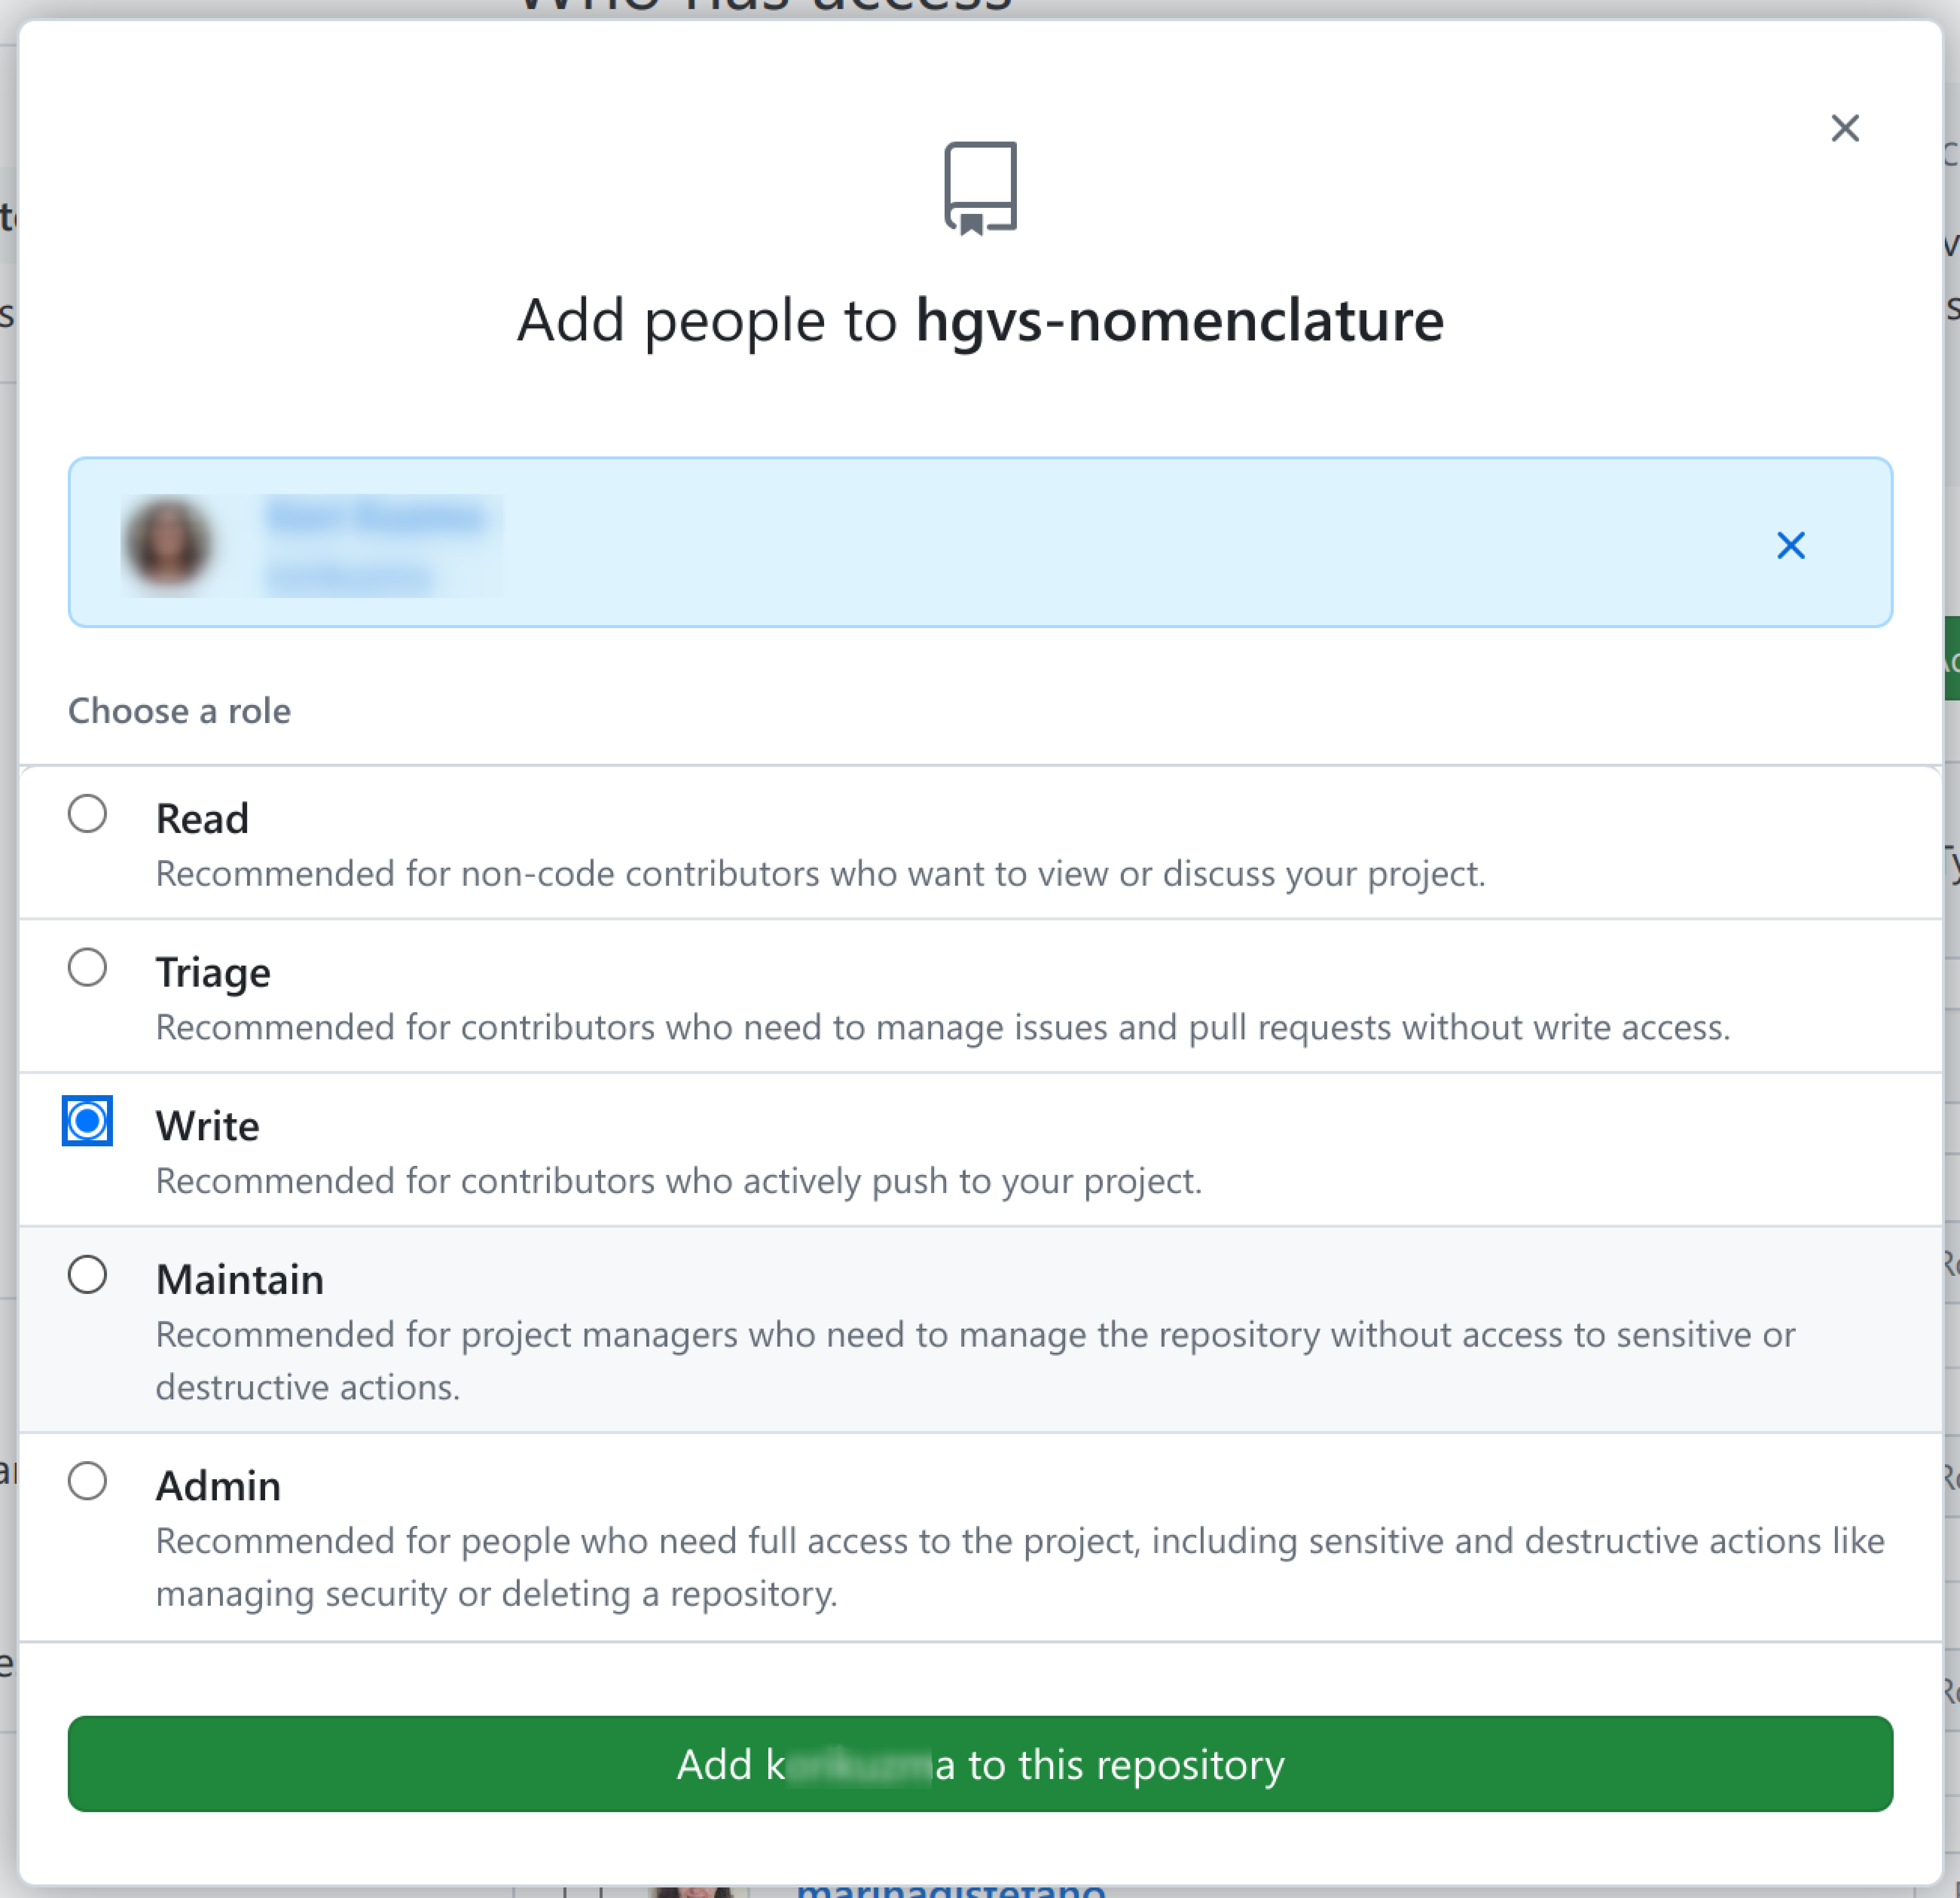 Who has access
Add people to hgvs-nomenclature
Choose a role
Read
Recommended for non-code contributors who want to view or discuss your project.
Triage
Recommended for contributors who need to manage issues and pull requests without write access.
Write
Recommended for contributors who actively push to your project.
Maintain
Recommended for project managers who need to manage the repository without access to sensitive or
destructive actions.
Admin
Recommended for people who need full access to the project, including sensitive and destructive actions like
managing security or deleting a repository.
Add k a to this repository
marinadistefano